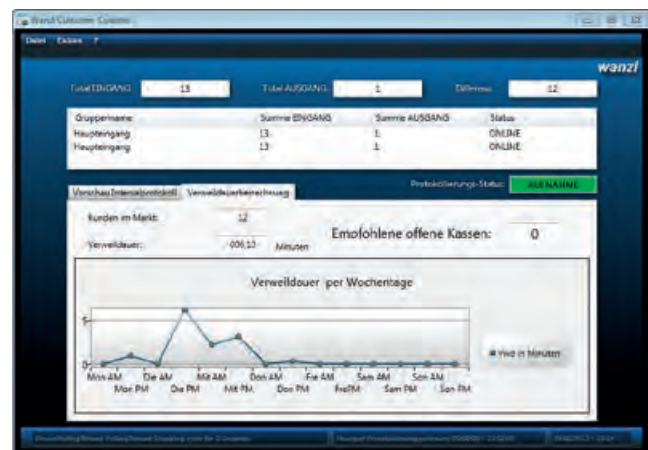 Wanzl Customer Counter
Datei Extras ?
wanzl
Total EINGANG: 13 Total AUSGANG: 1 Differenz: 12
Gruppenname Summe EINGANG Summe AUSGANG Status
Haupteingang 13 1 ONLINE
Haupteingang 13 1 ONLINE
Protokollierungs-Status: AUFNAHME
Vorschau Intervalprotokoll Verweildauerberechnung
Kunden im Markt: 12
Empfohlene offene Kassen: 0
Verweildauer: Minuten
Verweildauer per Wochentage
5
0
Mon AM Die AM Mit AM Don AM Fre AM Sam AM Son AM
Mon PM Die PM Mit PM Don PM FrePM Sam PM Son PM
in Minuten